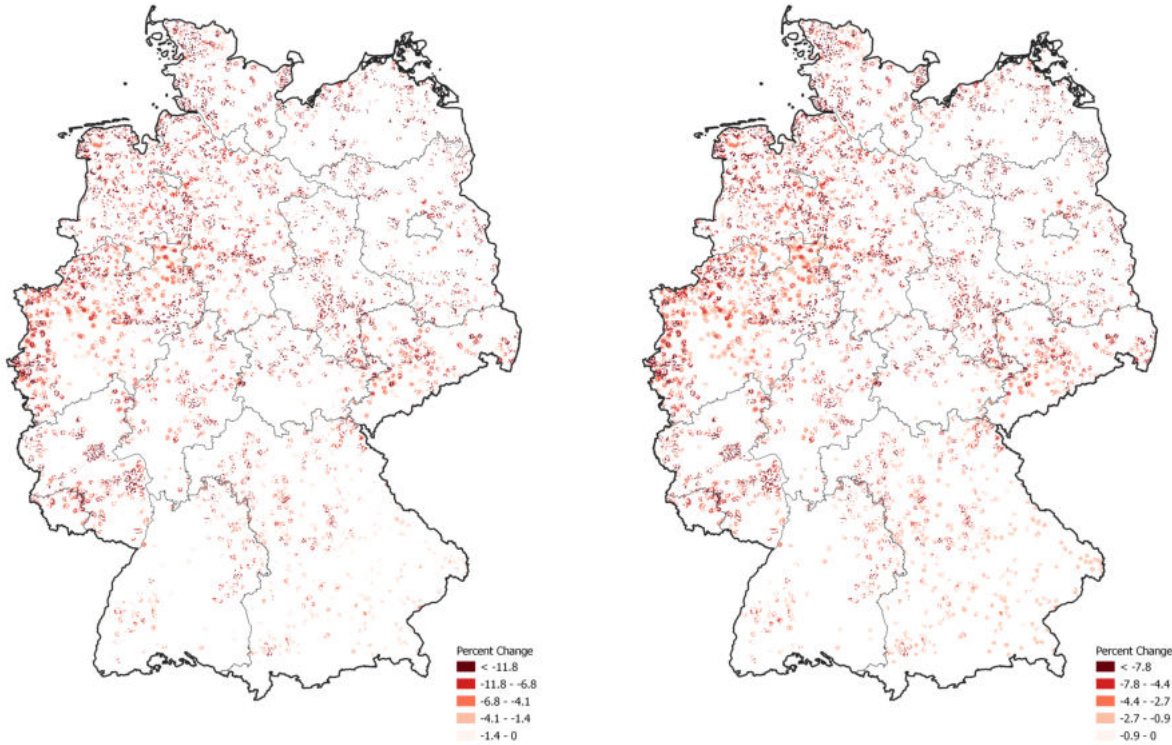 Percent Change
< -11.8
-11.8 - -6.8
-6.8 - -4.1
-4.1 - -1.4
-1.4 - 0
Percent Change
< -7.8
-7.8 - -4.4
-4.4 - -2.7
-2.7 - -0.9
-0.9 - 0